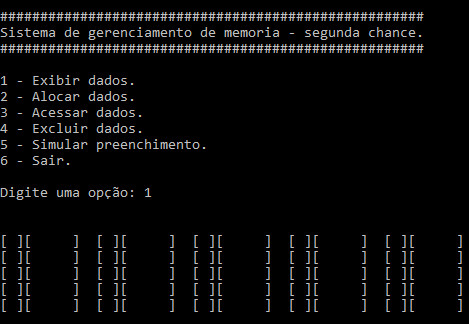 #####################################################
Sistema de gerenciamento de memoria - segunda chance.
#####################################################
1 - Exibir dados.
2 - Alocar dados.
3 - Acessar dados.
4 - Excluir dados.
5 - Simular preenchimento.
6 - Sair.
Digite uma opção: 1
[ ][     ]  [ ][     ]  [ ][     ]  [ ][     ]  [ ][     ]
[ ][     ]  [ ][     ]  [ ][     ]  [ ][     ]  [ ][     ]
[ ][     ]  [ ][     ]  [ ][     ]  [ ][     ]  [ ][     ]
[ ][     ]  [ ][     ]  [ ][     ]  [ ][     ]  [ ][     ]
[ ][     ]  [ ][     ]  [ ][     ]  [ ][     ]  [ ][     ]